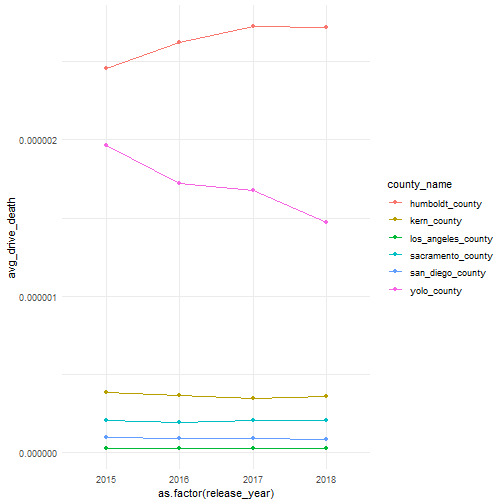 avg_drive_death
0.000002
0.000001
0.000000
2015 2016 2017 2018
as.factor(release_year)
county_name
humboldt_county
kern_county
los_angeles_county
sacramento_county
san_diego_county
yolo_county